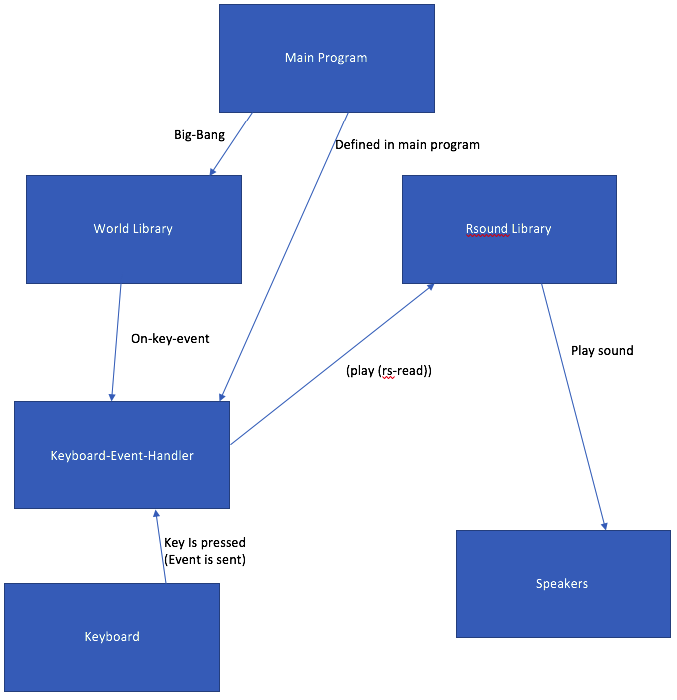 Main Program
Big-Bang
Defined in main program
World Library
Rsound Library
On-key-event
Play sound
(play (rs-read))
Keyboard-Event-Handler
Key Is pressed
(Event is sent)
Speakers
Keyboard